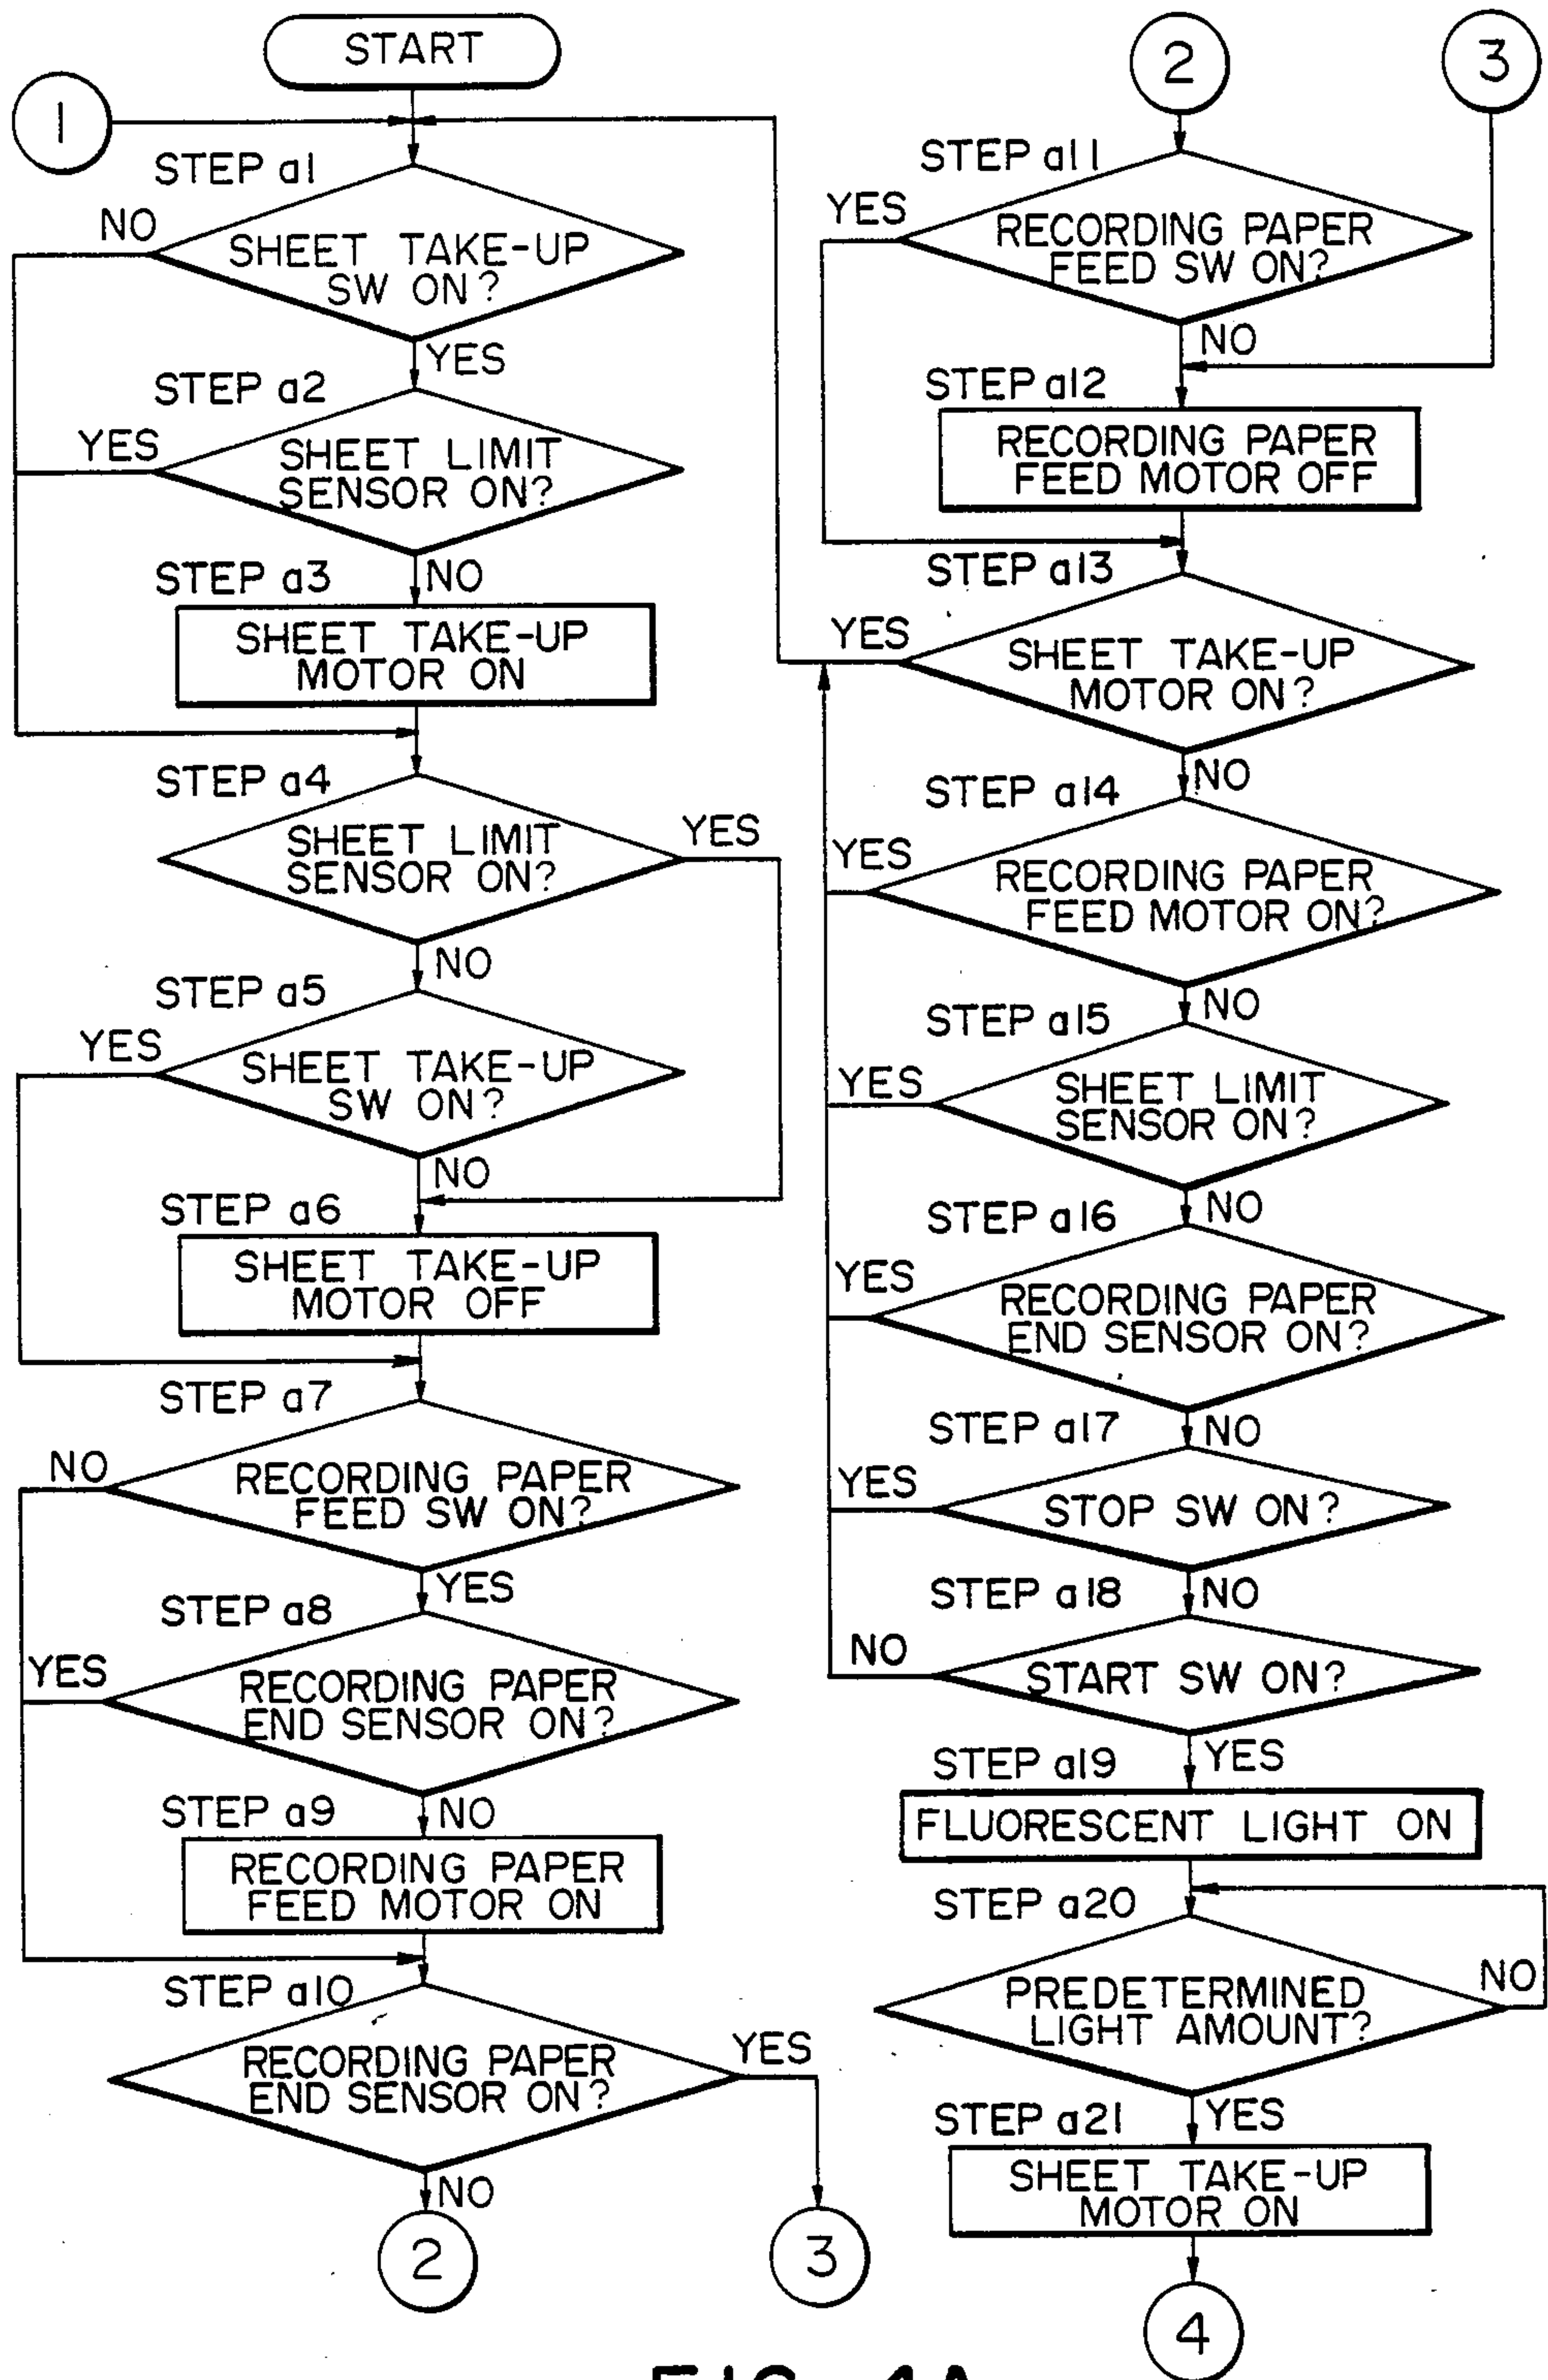 START
1
STEP a1
NO
SHEET TAKE-UP
SW ON?
YES
STEP a2
YES
SHEET LIMIT
SENSOR ON?
NO
STEP a3
SHEET TAKE-UP
MOTOR ON
STEP a4
YES
SHEET LIMIT
SENSOR ON?
NO
STEP a5
YES
SHEET TAKE-UP
SW ON?
NO
STEP a6
SHEET TAKE-UP
MOTOR OFF
STEP a7
NO
RECORDING PAPER
FEED SW ON?
YES
STEP a8
YES
RECORDING PAPER
END SENSOR ON?
NO
STEP a9
RECORDING PAPER
FEED MOTOR ON
STEP a10
YES
RECORDING PAPER
END SENSOR ON?
NO
2
3
2
3
STEP a11
YES
RECORDING PAPER
FEED SW ON?
NO
STEP a12
RECORDING PAPER
FEED MOTOR OFF
STEP a13
YES
SHEET TAKE-UP
MOTOR ON?
NO
STEP a14
YES
RECORDING PAPER
FEED MOTOR ON?
NO
STEP a15
YES
SHEET LIMIT
SENSOR ON?
NO
STEP a16
YES
RECORDING PAPER
END SENSOR ON?
NO
STEP a17
YES
STOP SW ON?
NO
STEP a18
NO
START SW ON?
YES
STEP a19
FLUORESCENT LIGHT ON
STEP a20
NO
PREDETERMINED
LIGHT AMOUNT?
YES
STEP a21
SHEET TAKE-UP
MOTOR ON
4